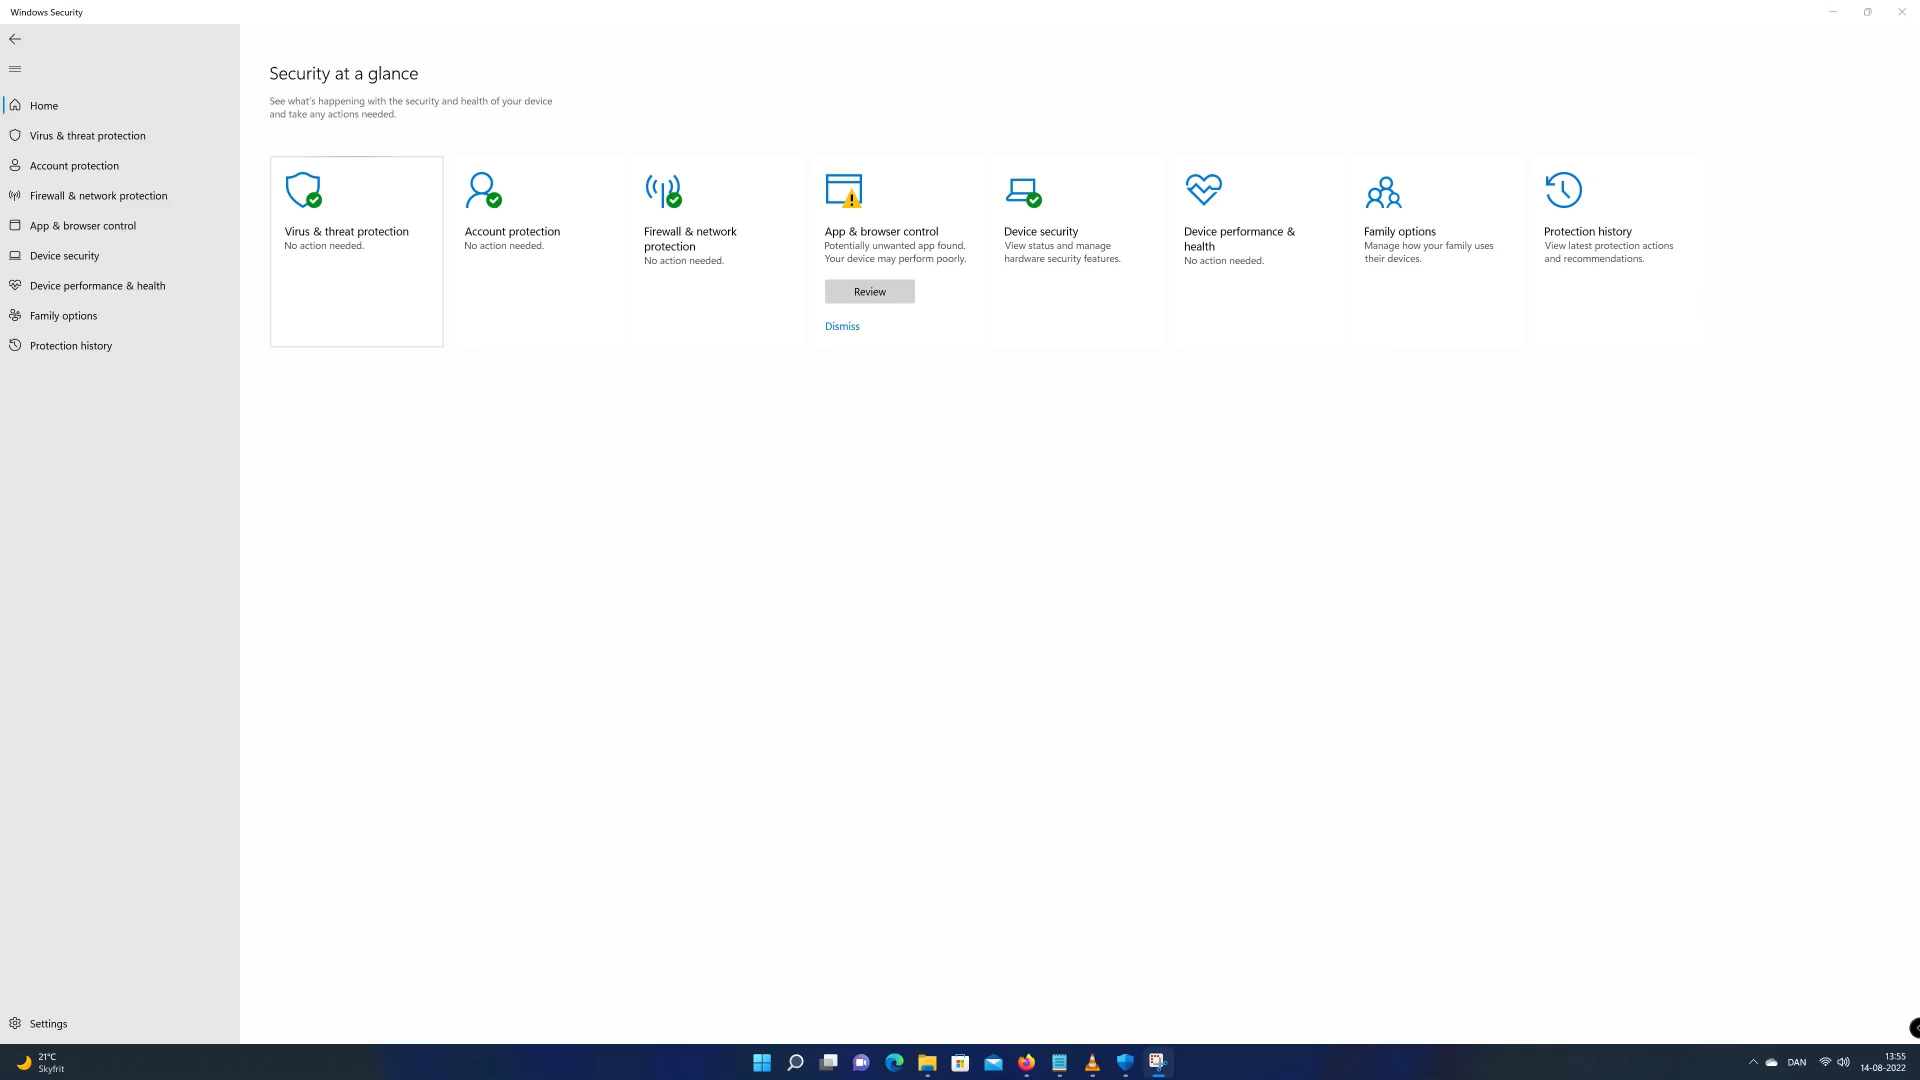 Windows Security
Home
Virus & threat protection
Account protection
Firewall & network protection
App & browser control
Device security
Device performance & health
Family options
Protection history
Settings
Security at a glance
See what's happening with the security and health of your device
and take any actions needed.
Virus & threat protection
No action needed.
Account protection
No action needed.
Firewall & network
protection
No action needed.
App & browser control
Potentially unwanted app found.
Your device may perform poorly.
Review
Dismiss
Device security
View status and manage
hardware security features.
Device performance &
health
No action needed.
Family options
Manage how your family uses
their devices.
Protection history
View latest protection actions
and recommendations.
21°C
Skyfrit
DAN
13:55
14-08-2022